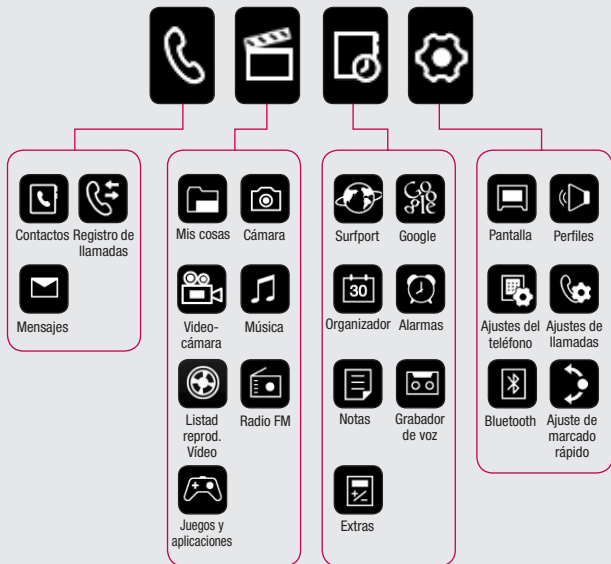 Contactos
Registro de
llamadas
Mensajes
Mis cosas
Cámara
Video-
cámara
Música
Listad
reprod.
Vídeo
Radio FM
Juegos y
aplicaciones
Surfport
Google
Google
30
Organizador
Alarmas
Notas
Grabador
de voz
Extras
Pantalla
Perfiles
Ajustes del
teléfono
Ajustes de
llamadas
Bluetooth
Ajuste de
marcado
rápido